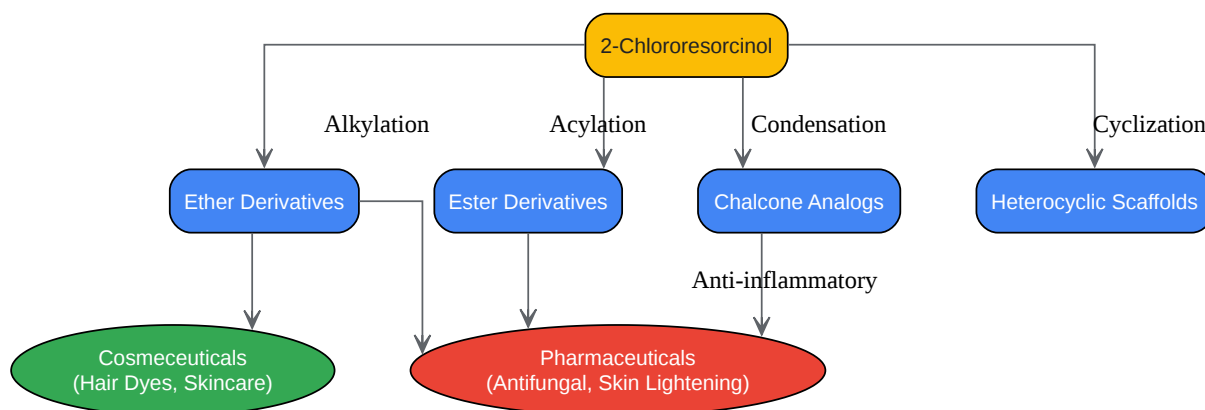 2-Chlororesorcinol
Alkylation
Acylation
Condensation
Cyclization
Ether Derivatives
Ester Derivatives
Chalcone Analogs
Heterocyclic Scaffolds
Anti-inflammatory
Cosmeceuticals
(Hair Dyes, Skincare)
Pharmaceuticals
(Antifungal, Skin Lightening)